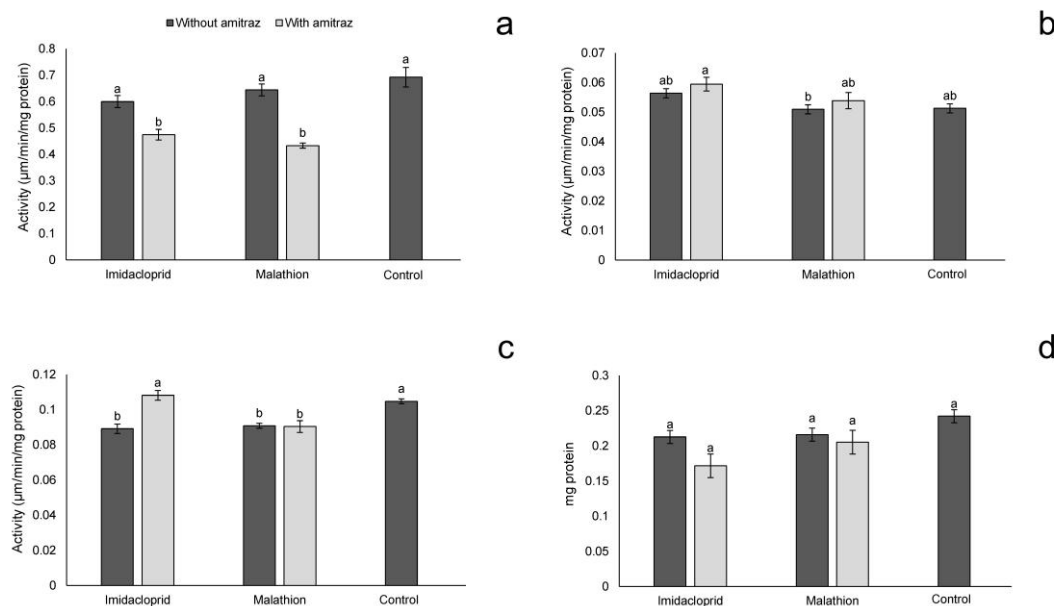 Without amitraz With amitraz
a
0.8
0.7
0.6
0.5
0.4
0.3
0.2
0.1
0
Activity (µm/min/mg protein)
a b a b a
Imidacloprid Malathion Control
b
0.07
0.06
0.05
0.04
0.03
0.02
0.01
0
Activity (µm/min/mg protein)
ab a b ab ab
Imidacloprid Malathion Control
c
0.12
0.1
0.08
0.06
0.04
0.02
0
Activity (µm/min/mg protein)
b a b b a
Imidacloprid Malathion Control
d
0.3
0.25
0.2
0.15
0.1
0.05
0
mg protein
a a a a a
Imidacloprid Malathion Control